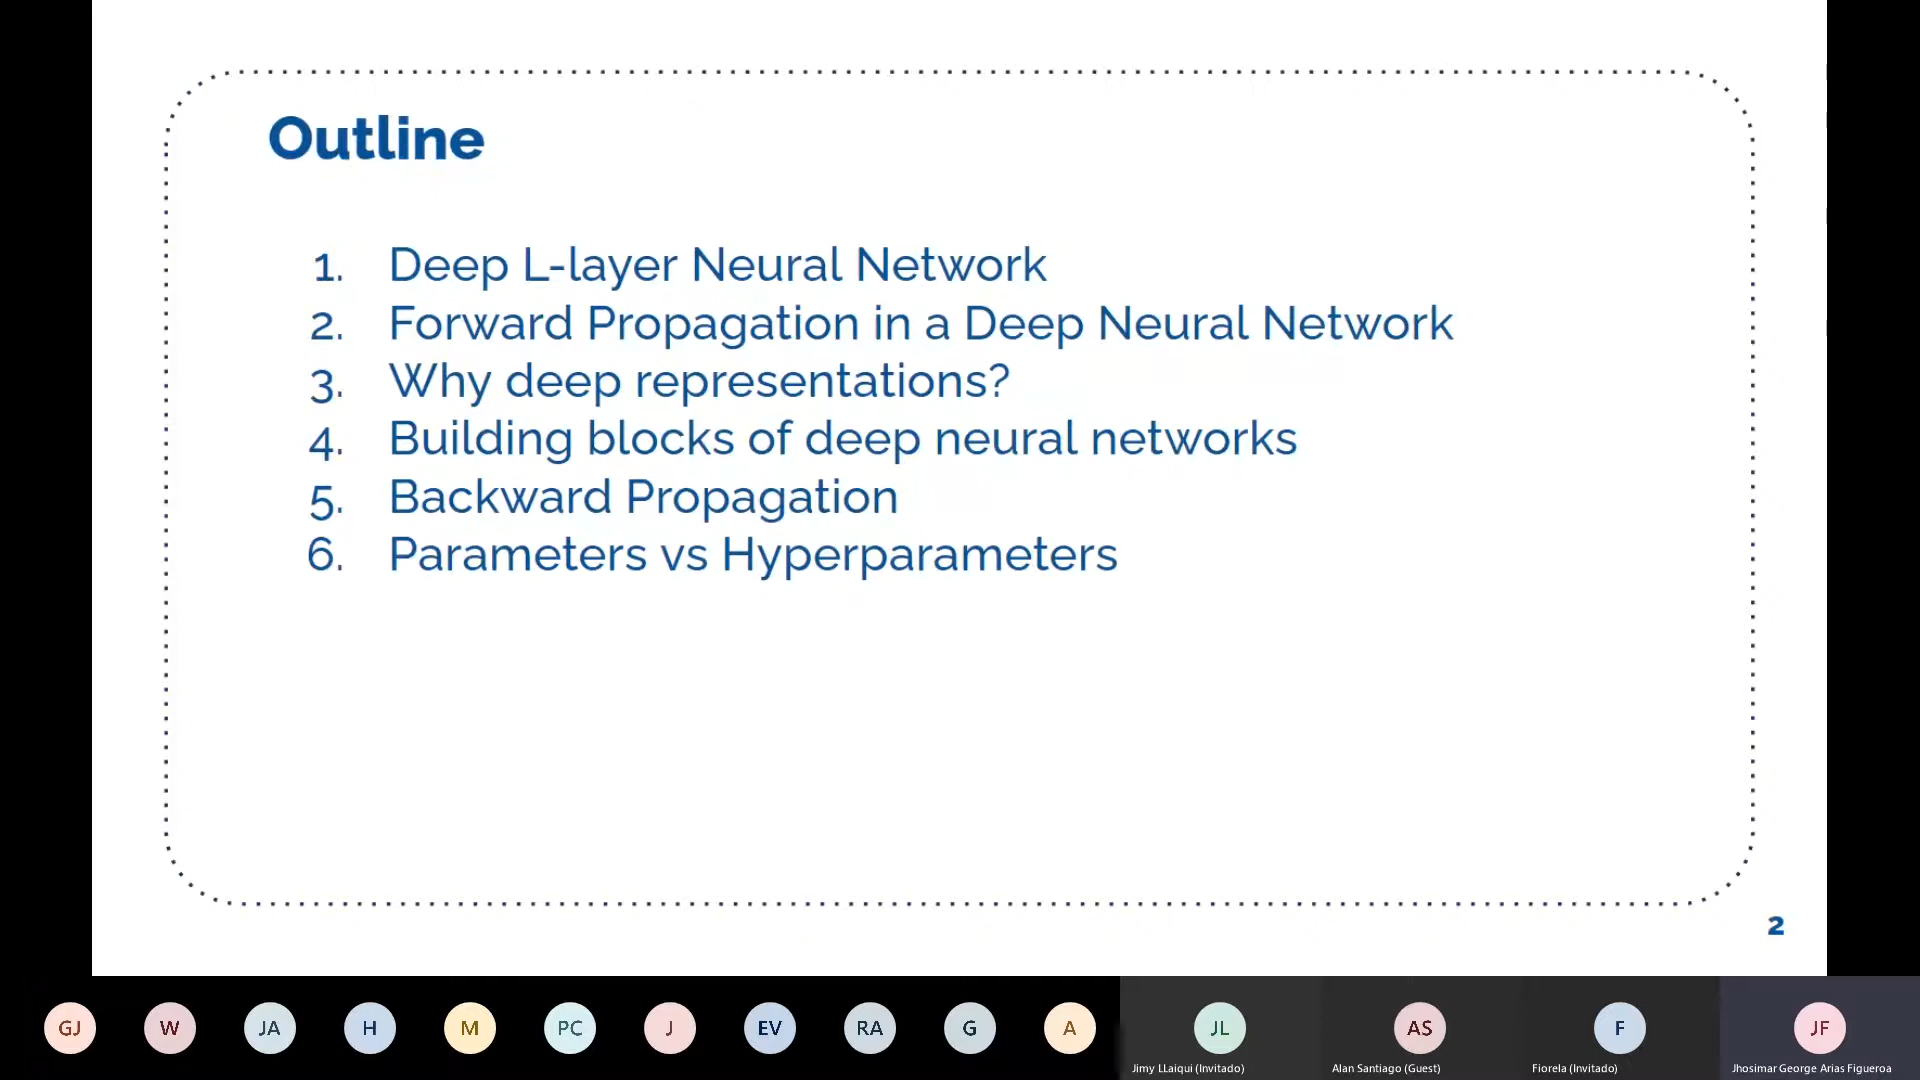 Outline
1. Deep L-layer Neural Network
2. Forward Propagation in a Deep Neural Network
3. Why deep representations?
4. Building blocks of deep neural networks
5. Backward Propagation
6. Parameters vs Hyperparameters
2
GJ W JA H M PC J EV RA G A JL AS F JF
Jimy LLaiqui (Invitado) Alan Santiago (Guest) Fiorela (Invitado) Jhosimar George Arias Figueroa